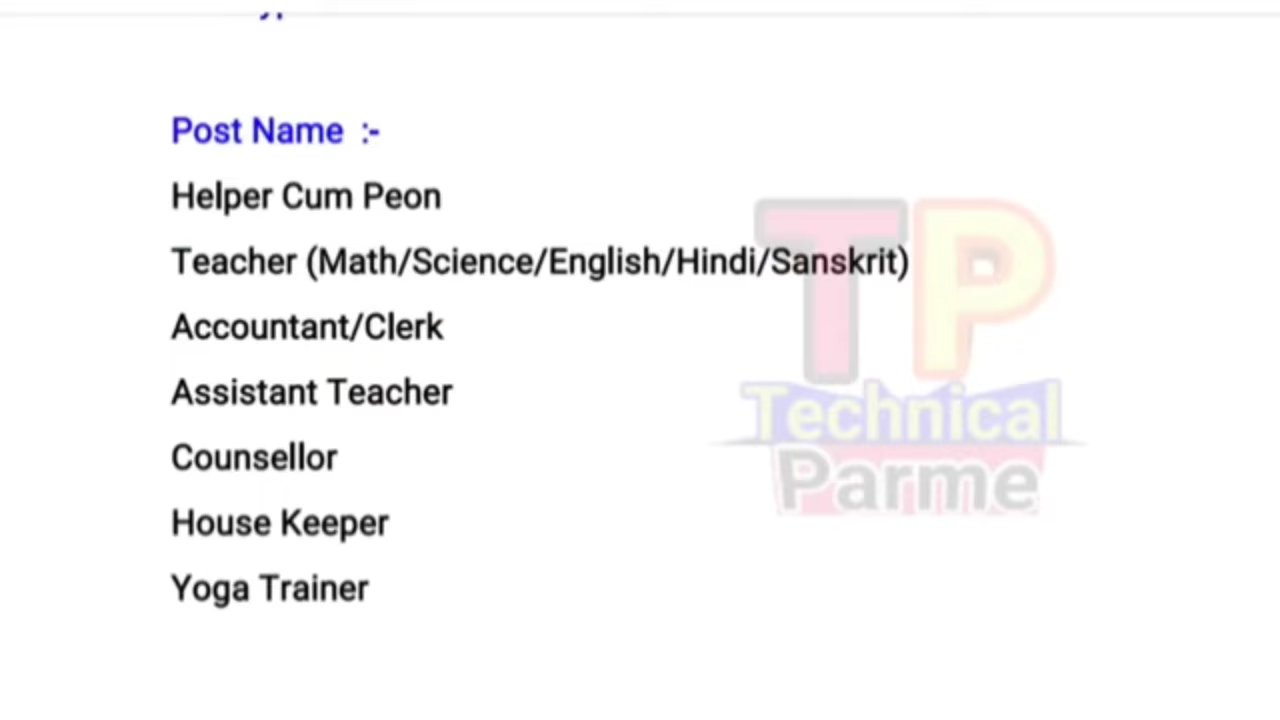 Post Name :-
Helper Cum Peon
Teacher (Math/Science/English/Hindi/Sanskrit)
Accountant/Clerk
Assistant Teacher
Counsellor
House Keeper
Yoga Trainer
TP
Technical
Parme